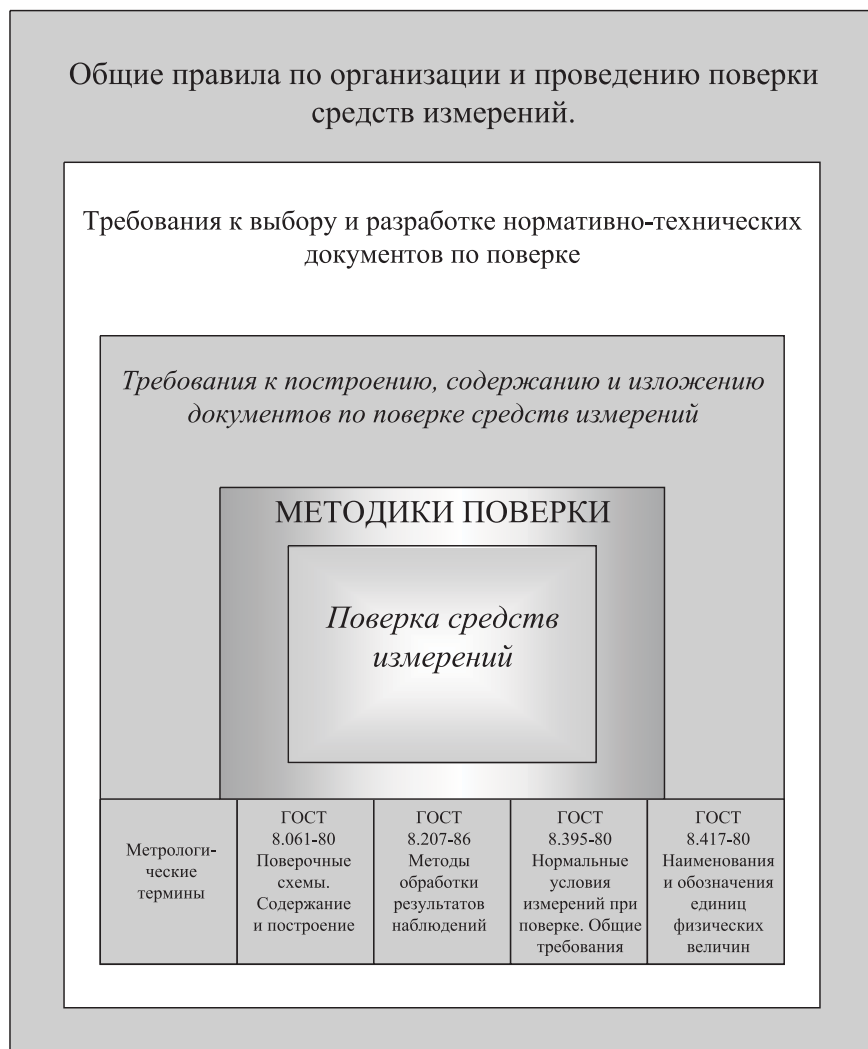 Общие правила по организации и проведению поверки
средств измерений.
Требования к выбору и разработке нормативно-технических
документов по поверке
Требования к построению, содержанию и изложению
документов по поверке средств измерений
МЕТОДИКИ ПОВЕРКИ
Поверка средств
измерений
Метрологи-
ческие
термины
ГОСТ
8.061-80
Поверочные
схемы.
Содержание
и построение
ГОСТ
8.207-86
Методы
обработки
результатов
наблюдений
ГОСТ
8.395-80
Нормальные
условия
измерений при
поверке. Общие
требования
ГОСТ
8.417-80
Наименования
и обозначения
единиц
физических
величин